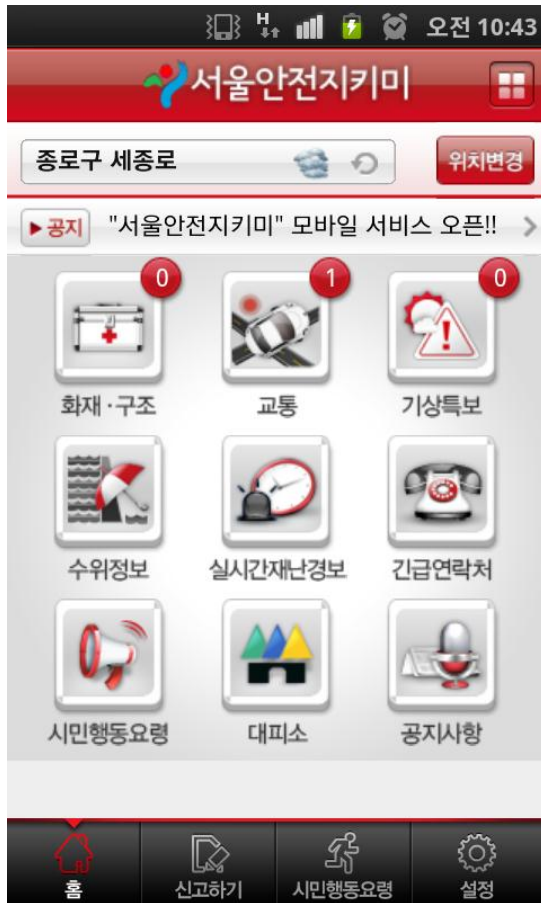 오전 10:43
서울안전지키미
종로구 세종로
위치변경
▶공지 "서울안전지키미" 모바일 서비스 오픈!!
0 1 0
화재·구조 교통 기상특보
수위정보 실시간재난경보 긴급연락처
시민행동요령 대피소 공지사항
홈 신고하기 시민행동요령 설정